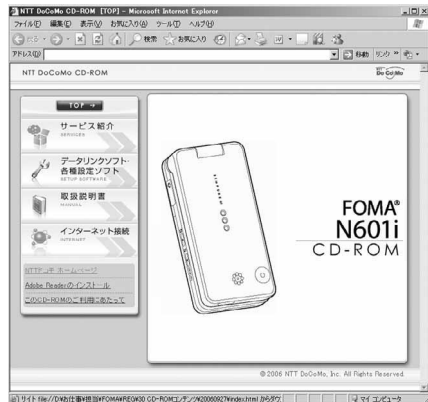 NTT DoCoMo CD-ROM [TOP] - Microsoft Internet Explorer
ファイル(F) 編集(E) 表示(V) お気に入り(A) ツール(T) ヘルプ(H)
戻る 検索 お気に入り
アドレス(D) 移動 リンク »
NTT DoCoMo CD-ROM
DoCoMo
TOP
サービス紹介
SERVICES
データリンクソフト・
各種設定ソフト
SETUP SOFTWARE
取扱説明書
MANUAL
インターネット接続
INTERNET
NTTドコモ ホームページ
Adobe Readerのインストール
このCD-ROMのご利用にあたって
FOMA®
N601i
CD-ROM
© 2006 NTT DoCoMo, Inc. All Rights Reserved.
マイ コンピュータ